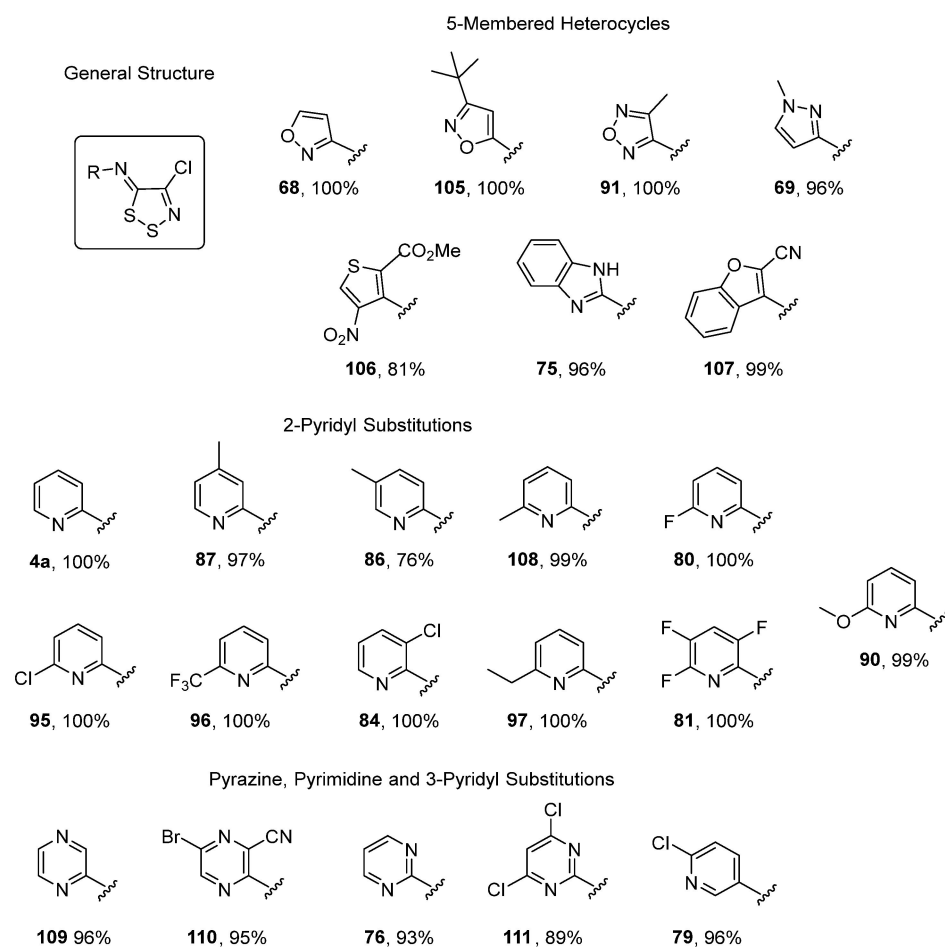 5-Membered Heterocycles
General Structure
R
N
Cl
S
S
N
O
N
68, 100%
N
O
105, 100%
N
O
N
91, 100%
N
N
69, 96%
S
CO2Me
O2N
106, 81%
NH
N
75, 96%
O
CN
107, 99%
2-Pyridyl Substitutions
N
4a, 100%
N
87, 97%
N
86, 76%
N
108, 99%
F
N
80, 100%
O
N
90, 99%
Cl
N
95, 100%
F3C
N
96, 100%
Cl
N
84, 100%
N
97, 100%
F
F
F
N
81, 100%
Pyrazine, Pyrimidine and 3-Pyridyl Substitutions
N
N
109 96%
Br
N
CN
N
110, 95%
N
N
76, 93%
Cl
N
Cl
N
111, 89%
Cl
N
79, 96%